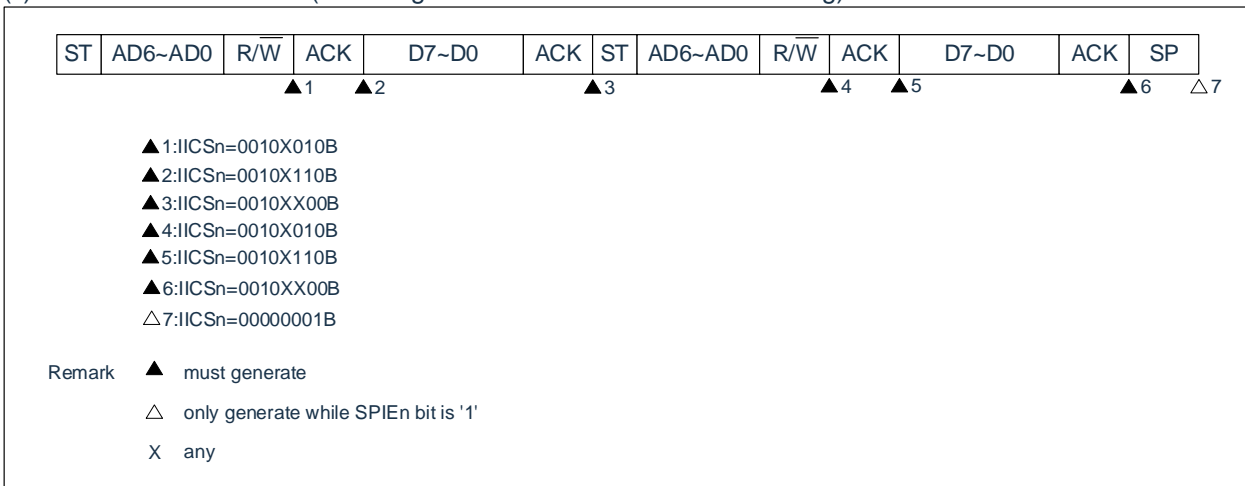 ST AD6~AD0 R/W ACK D7~D0 ACK ST AD6~AD0 R/W ACK D7~D0 ACK SP
▲1 ▲2 ▲3 ▲4 ▲5 ▲6 △7
▲1:IICSn=0010X010B
▲2:IICSn=0010X110B
▲3:IICSn=0010XX00B
▲4:IICSn=0010X010B
▲5:IICSn=0010X110B
▲6:IICSn=0010XX00B
△7:IICSn=00000001B
Remark ▲ must generate
△ only generate while SPIEn bit is '1'
X any